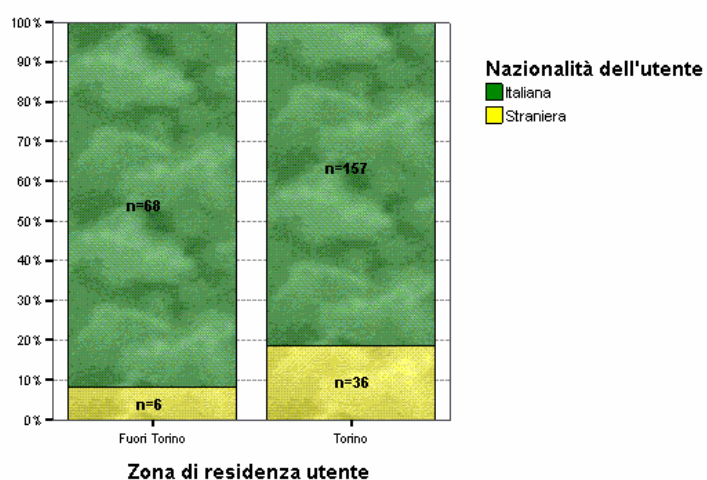 100%
90%
80%
70%
60%
50%
40%
30%
20%
10%
0%
n=68
n=157
n=6
n=36
Fuori Torino
Torino
Zona di residenza utente
Nazionalità dell'utente
Italiana
Straniera